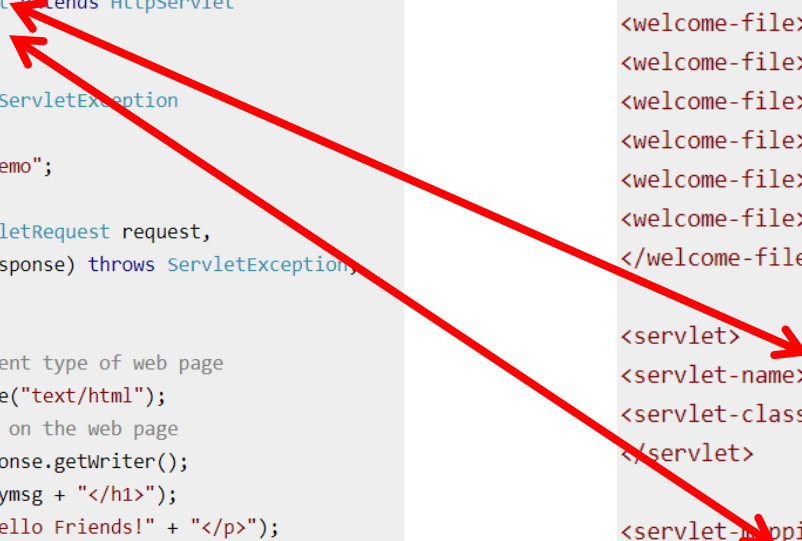 extends HttpServlet
ServletException
emo";
letRequest request,
sponse) throws ServletException,
ent type of web page
e("text/html");
on the web page
onse.getWriter();
ymsg + "</h1>");
ello Friends!" + "</p>");
<welcome-file>
<welcome-file>
<welcome-file>
<welcome-file>
<welcome-file>
<welcome-file>
</welcome-file
<servlet>
<servlet-name>
<servlet-class
</servlet>
<servlet-mappi